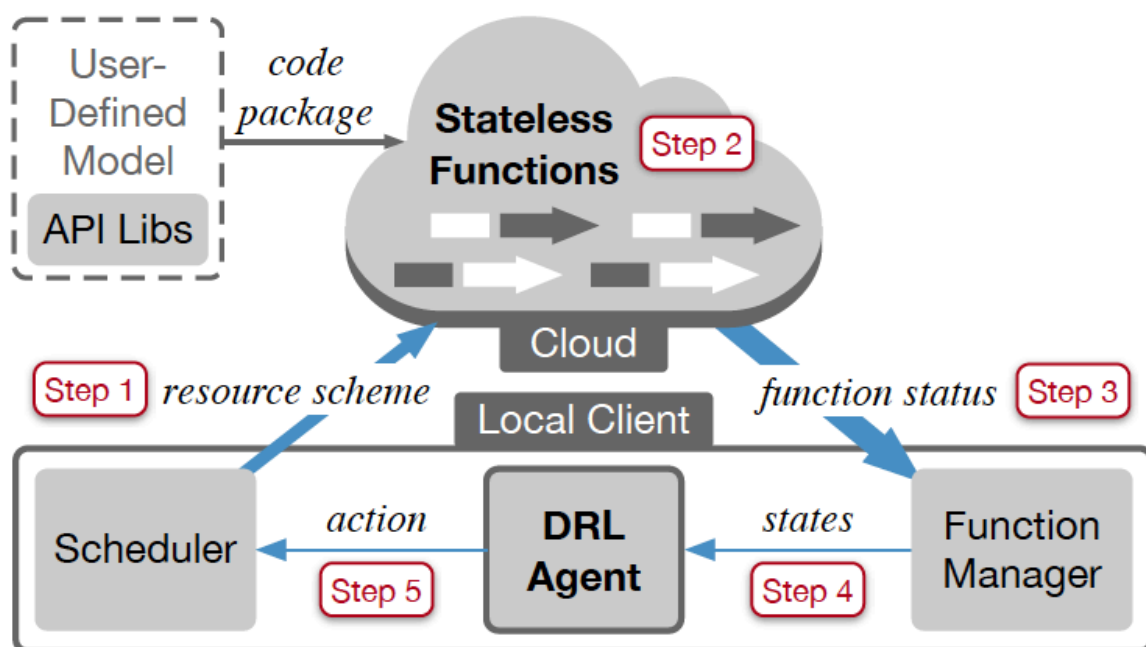 User-
Defined
Model
API Libs
code
package
Stateless
Functions
Step 2
Cloud
Step 1
resource scheme
function status
Step 3
Local Client
Scheduler
action
Step 5
DRL
Agent
states
Step 4
Function
Manager